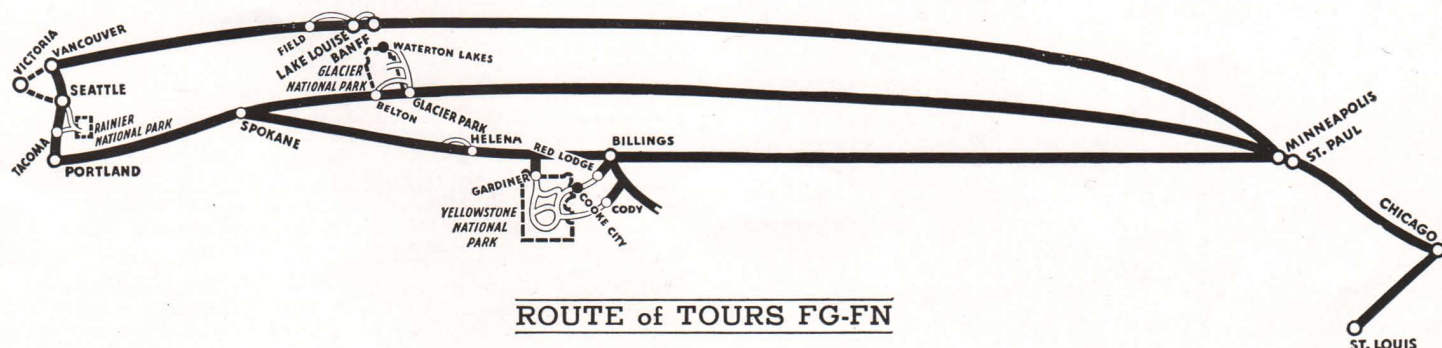 VICTORIA
VANCOUVER
SEATTLE
RAINIER
NATIONAL PARK
TACOMA
PORTLAND
SPOKANE
FIELD
LAKE LOUISE
BANFF
WATERTON LAKES
GLACIER
NATIONAL PARK
BELTON
GLACIER PARK
HELENA
RED LODGE
BILLINGS
GARDINER
COOKE CITY
CODY
YELLOWSTONE
NATIONAL
PARK
MINNEAPOLIS
ST. PAUL
CHICAGO
ST. LOUIS
ROUTE of TOURS FG-FN